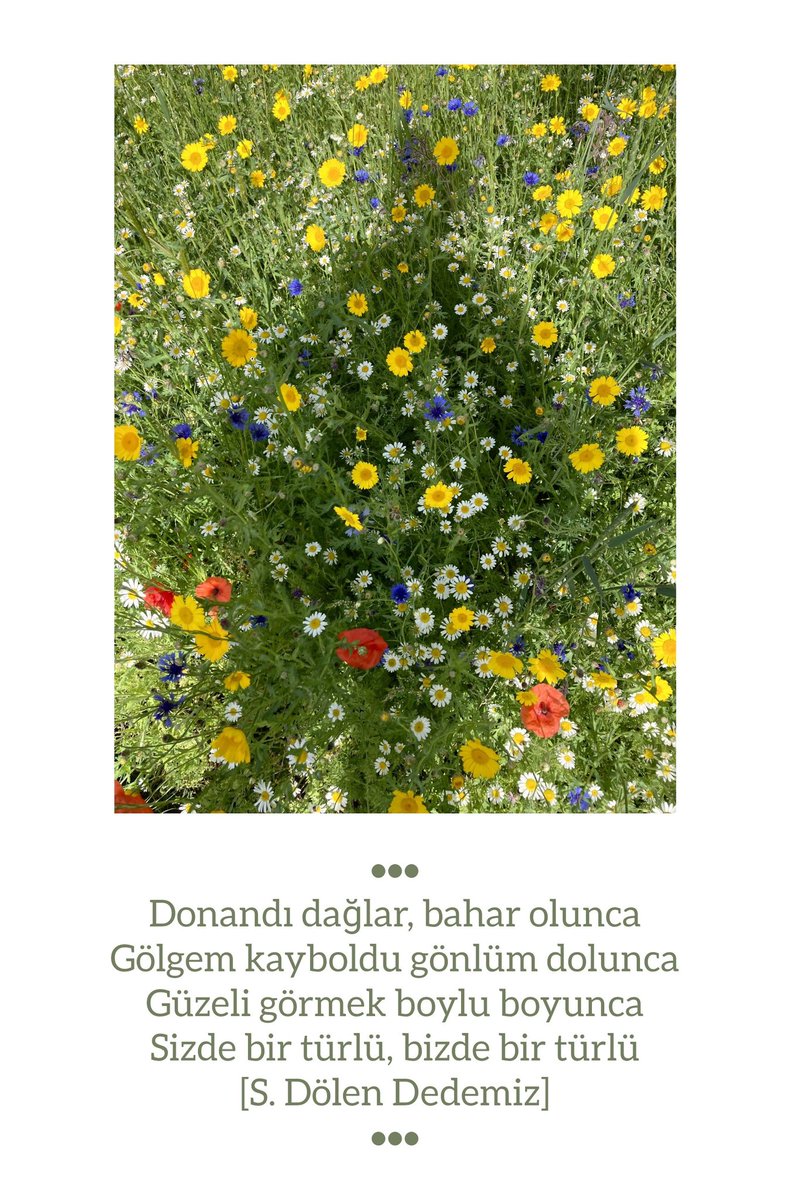 Donandı dağlar, bahar olunca
Gölgem kayboldu gönlüm dolunca
Güzeli görmek boylu boyunca
Sizde bir türlü, bizde bir türlü
[S. Dölen Dedemiz]